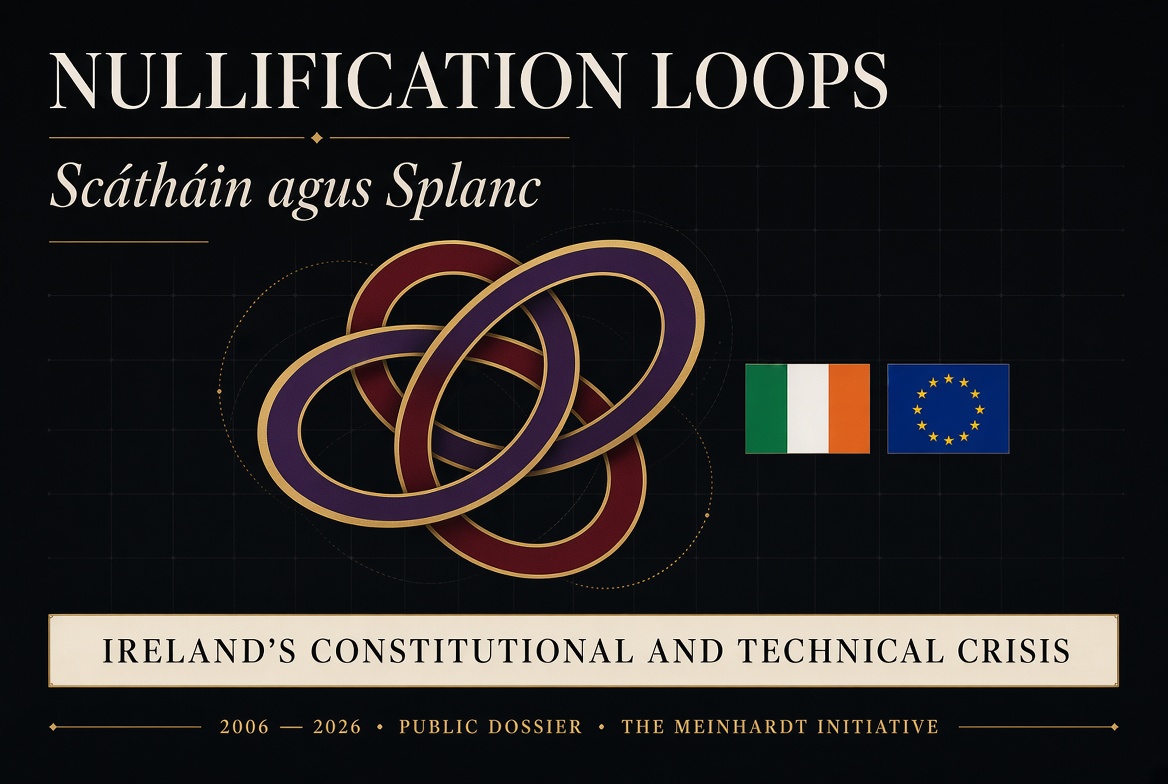 NULLIFICATION LOOPS
Scátháin agus Splanc
IRELAND’S CONSTITUTIONAL AND TECHNICAL CRISIS
2006 — 2026 • PUBLIC DOSSIER • THE MEINHARDT INITIATIVE